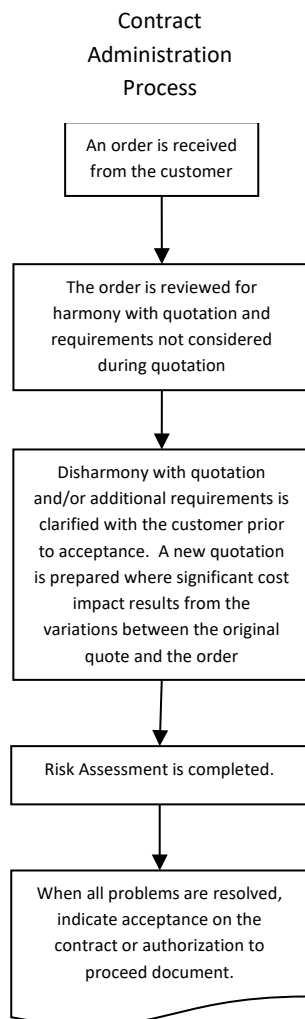 Contract
Administration
Process
An order is received
from the customer
The order is reviewed for
harmony with quotation and
requirements not considered
during quotation
Disharmony with quotation
and/or additional requirements is
clarified with the customer prior
to acceptance.  A new quotation
is prepared where significant cost
impact results from the
variations between the original
quote and the order
Risk Assessment is completed.
When all problems are resolved,
indicate acceptance on the
contract or authorization to
proceed document.